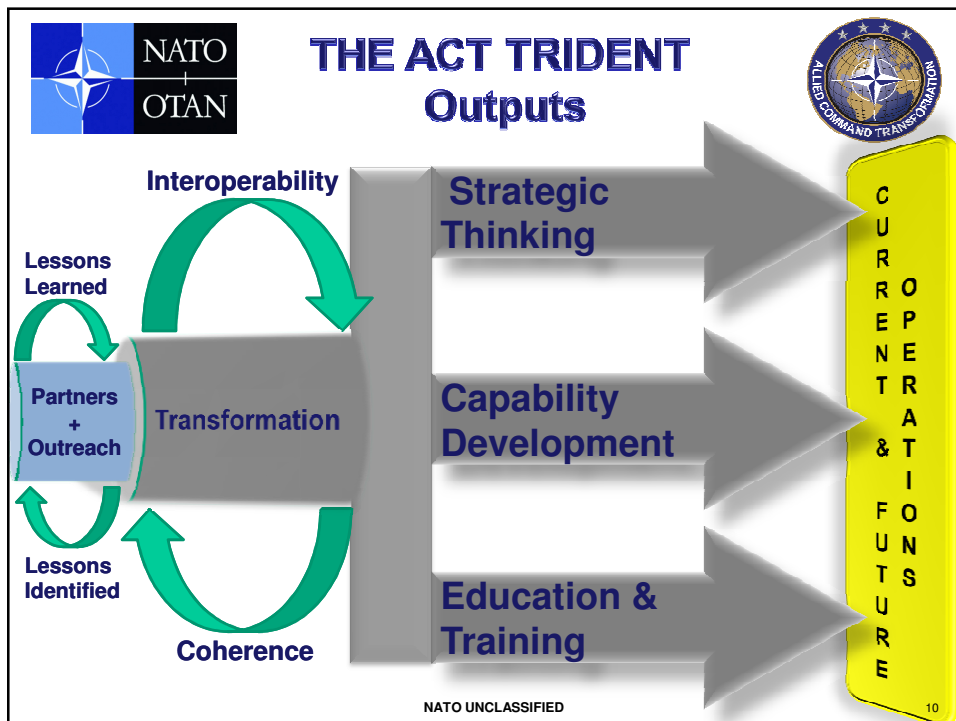 NATO
OTAN
THE ACT TRIDENT
Outputs
ALLIED COMMAND TRANSFORMATION
Interoperability
Lessons
Learned
Partners
+
Outreach
Transformation
Lessons
Identified
Coherence
Strategic
Thinking
Capability
Development
Education &
Training
CURRENT & FUTURE
OPERATIONS
NATO UNCLASSIFIED
10